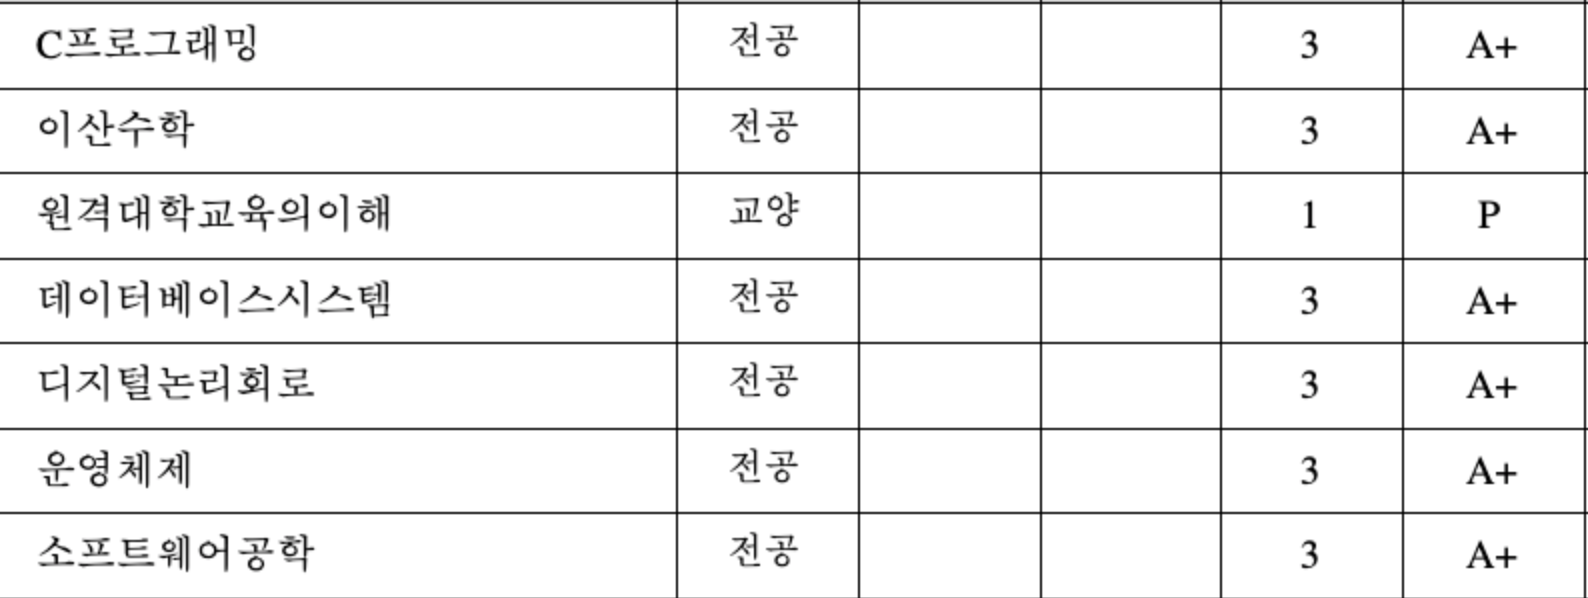 C프로그래밍 전공 3 A+
이산수학 전공 3 A+
원격대학교육의이해 교양 1 P
데이터베이스시스템 전공 3 A+
디지털논리회로 전공 3 A+
운영체제 전공 3 A+
소프트웨어공학 전공 3 A+